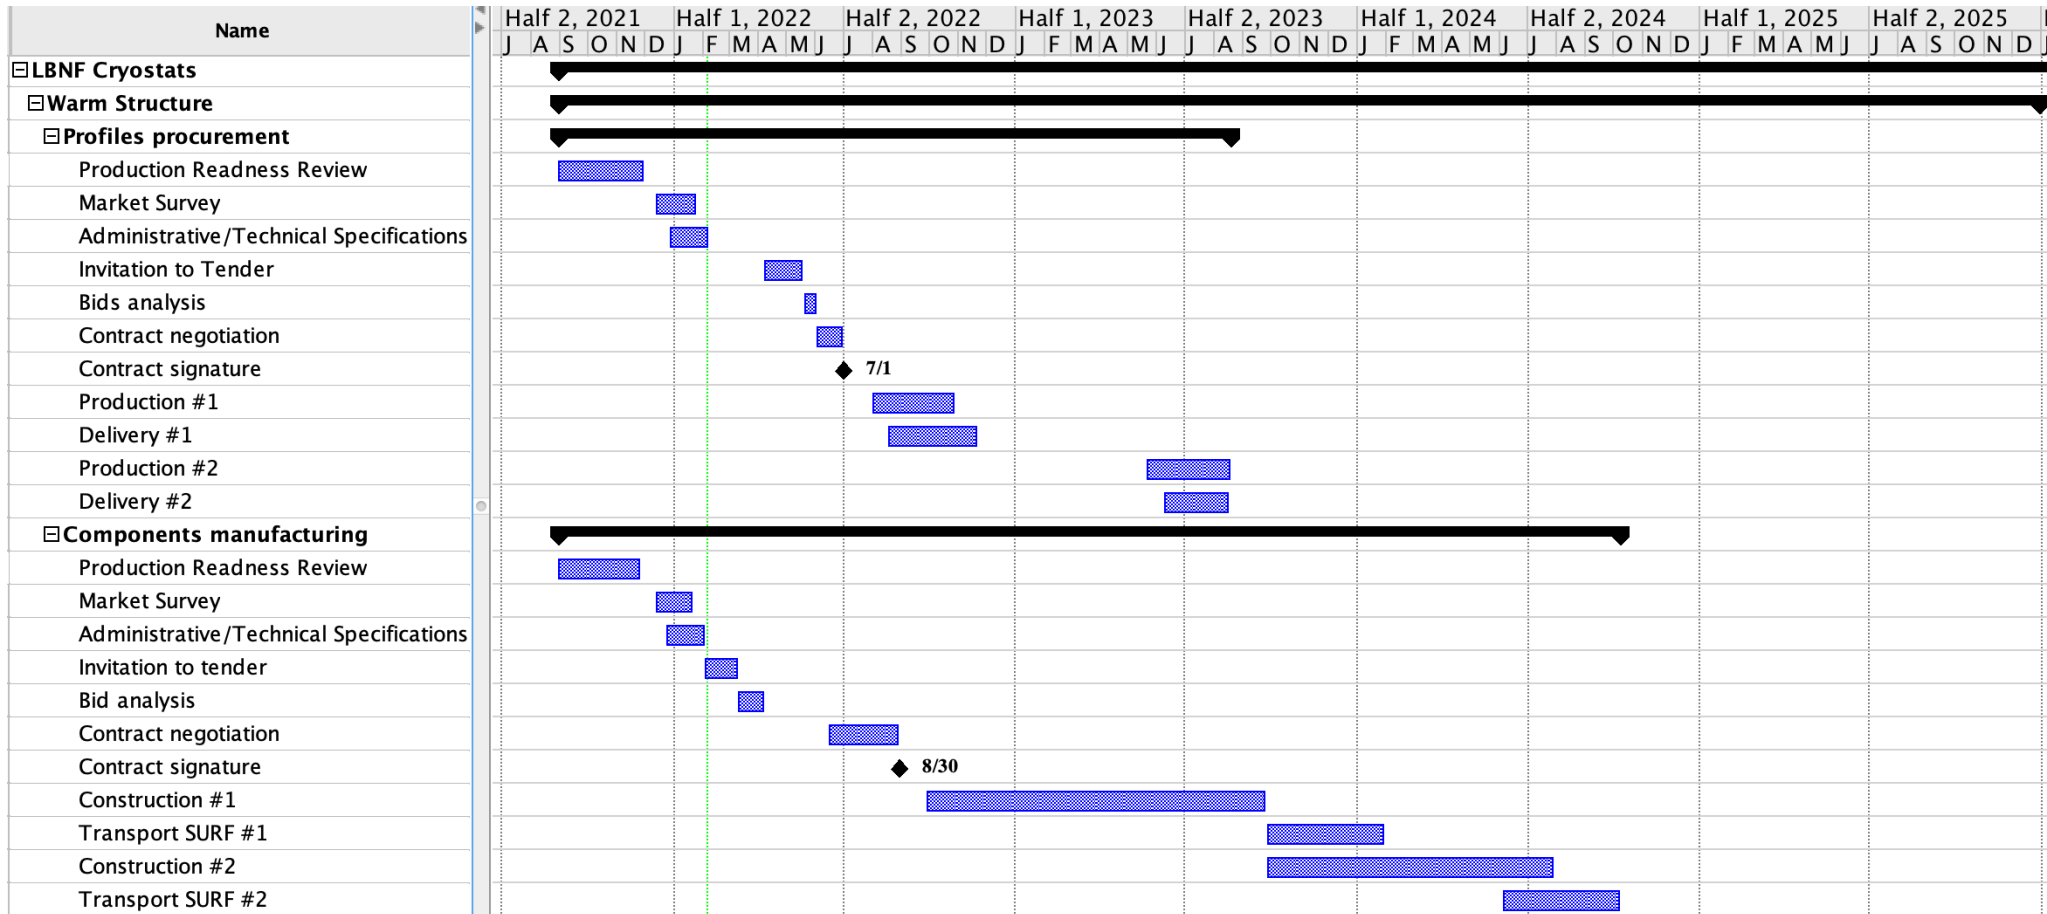 Name
Half 2, 2021 Half 1, 2022 Half 2, 2022 Half 1, 2023 Half 2, 2023 Half 1, 2024 Half 2, 2024 Half 1, 2025 Half 2, 2025
J A S O N D J F M A M J J A S O N D J F M A M J J A S O N D J F M A M J J A S O N D J F M A M J J A S O N D J
LBNF Cryostats
Warm Structure
Profiles procurement
Production Readness Review
Market Survey
Administrative/Technical Specifications
Invitation to Tender
Bids analysis
Contract negotiation
Contract signature 7/1
Production #1
Delivery #1
Production #2
Delivery #2
Components manufacturing
Production Readness Review
Market Survey
Administrative/Technical Specifications
Invitation to tender
Bid analysis
Contract negotiation
Contract signature 8/30
Construction #1
Transport SURF #1
Construction #2
Transport SURF #2